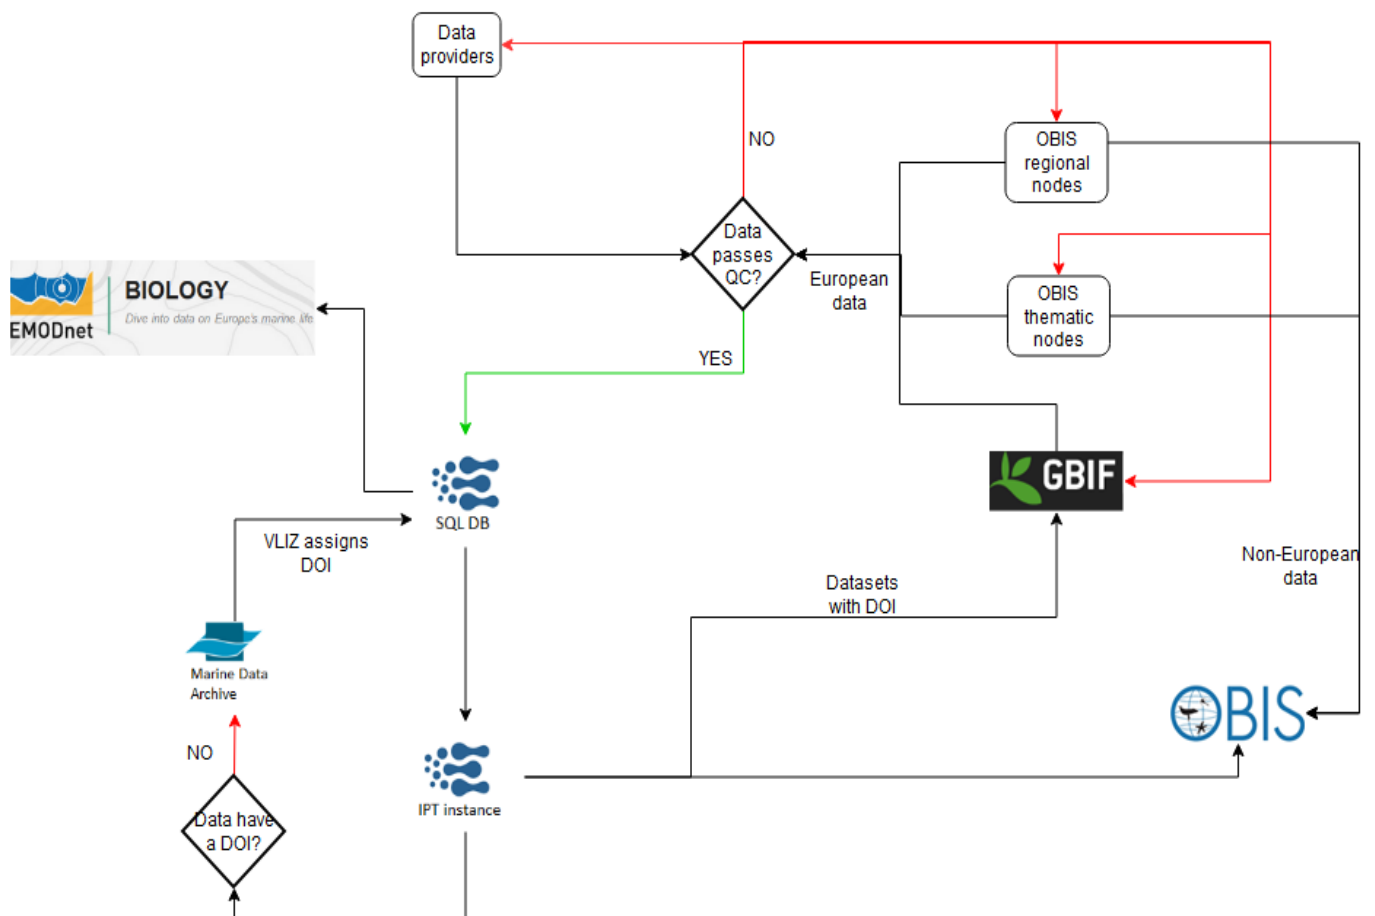 Data
providers
NO
OBIS
regional
nodes
Data
passes
QC?
European
data
OBIS
thematic
nodes
BIOLOGY
Dive into data on Europe's marine life
EMODnet
YES
GBIF
SQL DB
VLIZ assigns
DOI
Non-European
data
Datasets
with DOI
Marine Data
Archive
OBIS
NO
IPT instance
Data have
a DOI?